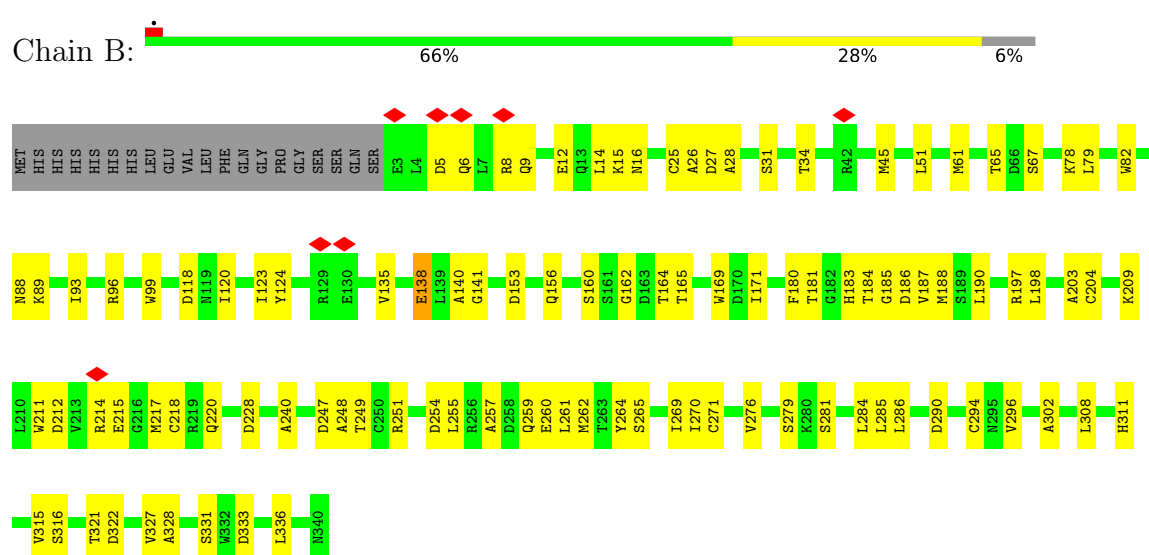 Chain B:
66% 28% 6%
MET HIS HIS HIS HIS HIS HIS LEU GLU VAL LEU PHE GLN GLY PRO GLY SER SER GLN SER E3 L4 D5 Q6 L7 R8 Q9 E12 Q13 L14 K15 N16 C25 A26 D27 A28 S31 T34 R42 M45 L51 M61 T65 D66 S67 K78 L79 W82
N88 K89 I93 R96 W99 D118 N119 I120 I123 Y124 R129 E130 V135 E138 L139 A140 G141 D153 Q156 S160 S161 G162 D163 T164 T165 W169 D170 I171 F180 T181 G182 H183 T184 G185 D186 V187 M188 S189 L190 R197 L198 A203 C204 K209
L210 W211 D212 V213 R214 E215 G216 M217 C218 R219 Q220 D228 A240 D247 A248 T249 C250 R251 D254 L255 R256 A257 D258 Q259 E260 L261 M262 T263 Y264 S265 I269 I270 C271 V276 S279 K280 S281 L284 L285 L286 D290 C294 N295 V296 A302 L308 H311
V315 S316 T321 D322 V327 A328 S331 W332 D333 L336 N340